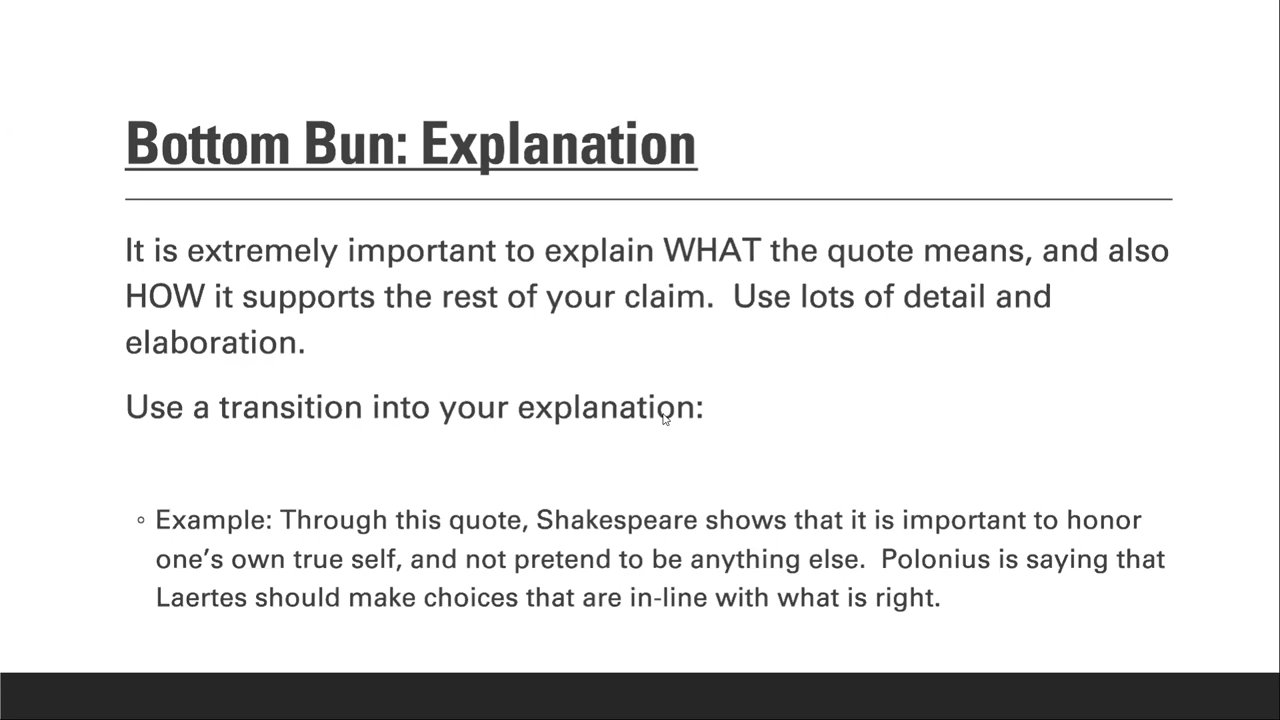 Bottom Bun: Explanation
It is extremely important to explain WHAT the quote means, and also
HOW it supports the rest of your claim.  Use lots of detail and
elaboration.
Use a transition into your explanation:
◦ Example: Through this quote, Shakespeare shows that it is important to honor
one’s own true self, and not pretend to be anything else.  Polonius is saying that
Laertes should make choices that are in-line with what is right.